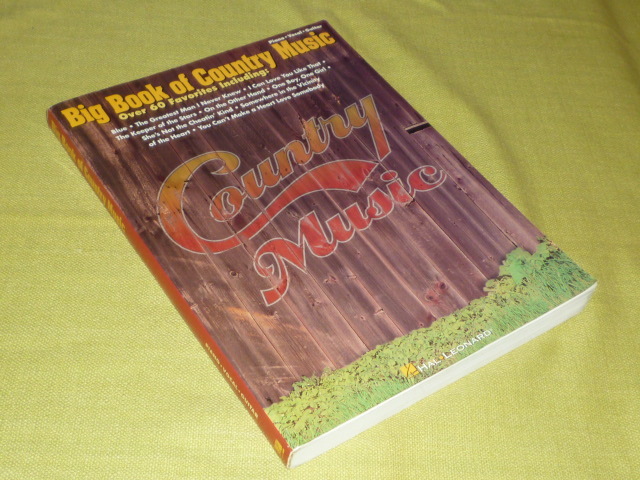 Piano • Vocal • Guitar
Big Book of Country Music
Over 60 Favorites Including:
Blue • The Greatest Man I Never Knew • I Can Love You Like That •
The Keeper of the Stars • On the Other Hand • One Boy, One Girl •
She's Not the Cheatin' Kind • Somewhere in the Vicinity
of the Heart • You Can't Make a Heart Love Somebody
Country
Music
HAL•LEONARD®